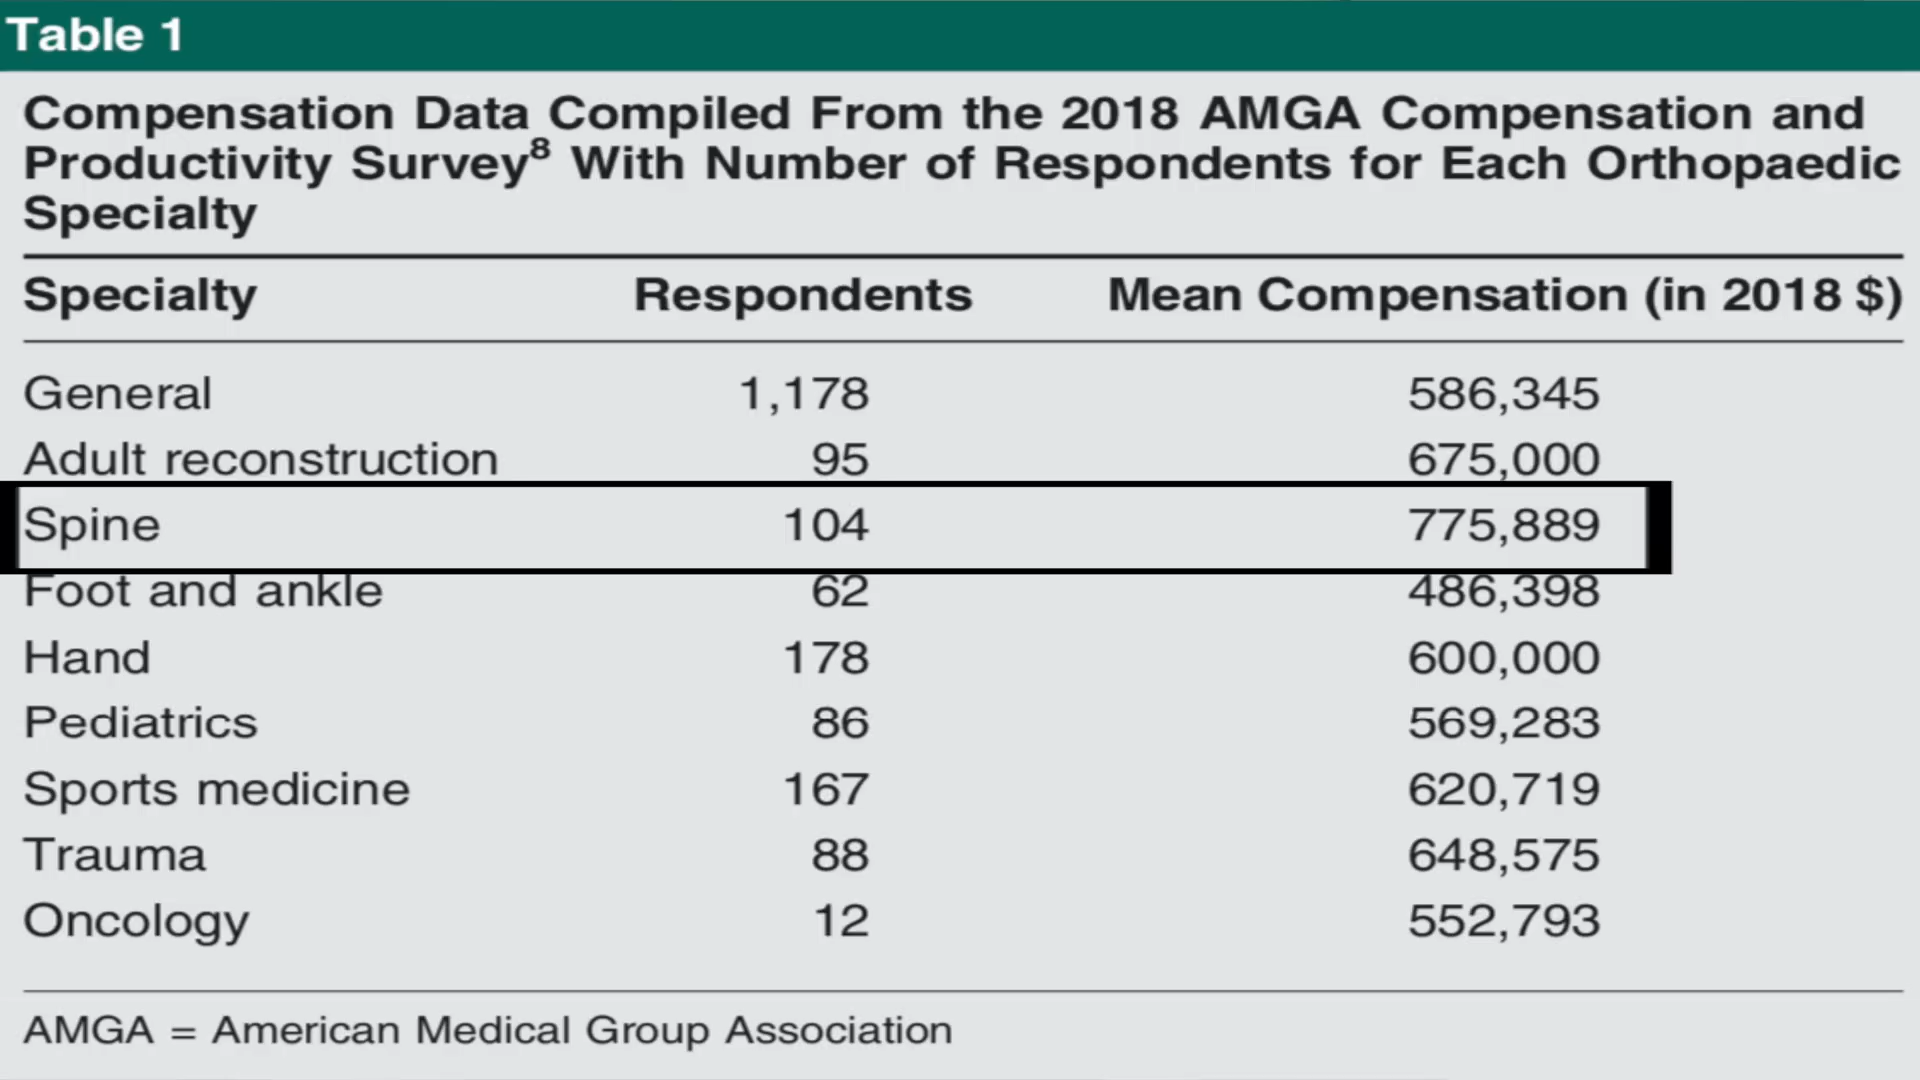 Table 1
Compensation Data Compiled From the 2018 AMGA Compensation and
Productivity Survey⁸ With Number of Respondents for Each Orthopaedic
Specialty
Specialty Respondents Mean Compensation (in 2018 $)
General 1,178 586,345
Adult reconstruction 95 675,000
Spine 104 775,889
Foot and ankle 62 486,398
Hand 178 600,000
Pediatrics 86 569,283
Sports medicine 167 620,719
Trauma 88 648,575
Oncology 12 552,793
AMGA = American Medical Group Association